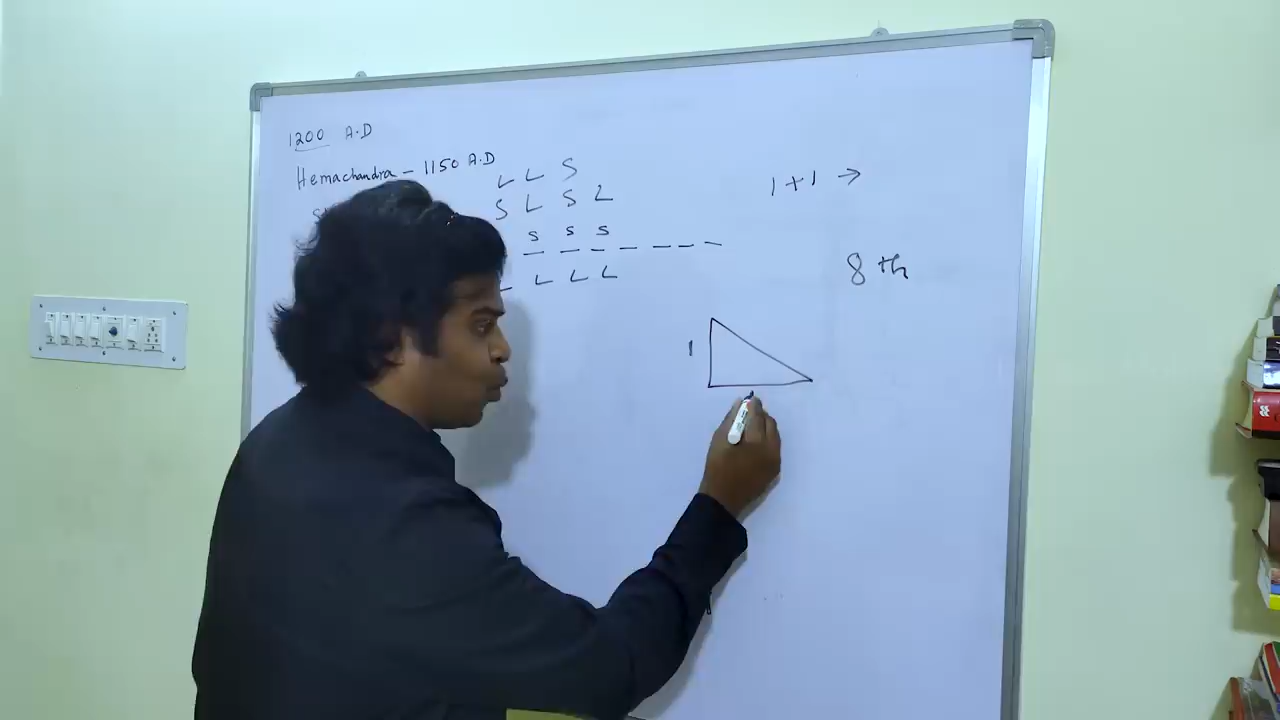 1200 A.D
Hemachandra – 1150 A.D
L L S
S L S L
S S S
L L L
1 + 1 →
8 th
1